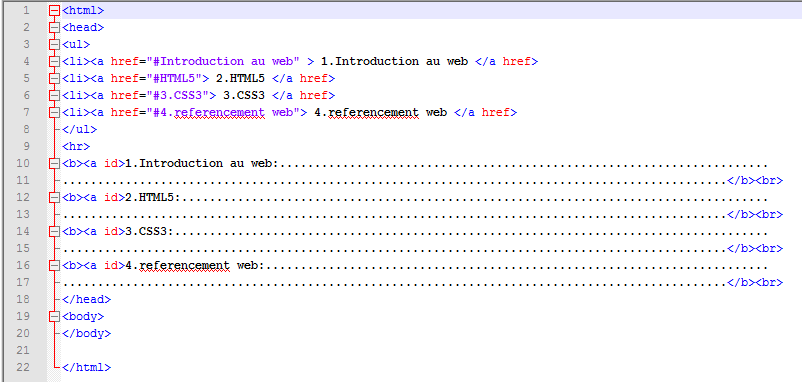 1 <html>
2 <head>
3 <ul>
4 <li><a href="#Introduction au web" > 1.Introduction au web </a href>
5 <li><a href="#HTML5"> 2.HTML5 </a href>
6 <li><a href="#3.CSS3"> 3.CSS3 </a href>
7 <li><a href="#4.referencement web"> 4.referencement web </a href>
8 </ul>
9 <hr>
10 <b><a id>1.Introduction au web:......................................................................
11 ...............................................................................................</b><br>
12 <b><a id>2.HTML5:....................................................................................
13 ...............................................................................................</b><br>
14 <b><a id>3.CSS3:.....................................................................................
15 ...............................................................................................</b><br>
16 <b><a id>4.referencement web:........................................................................
17 ...............................................................................................</b><br>
18 </head>
19 <body>
20 </body>
21
22 </html>